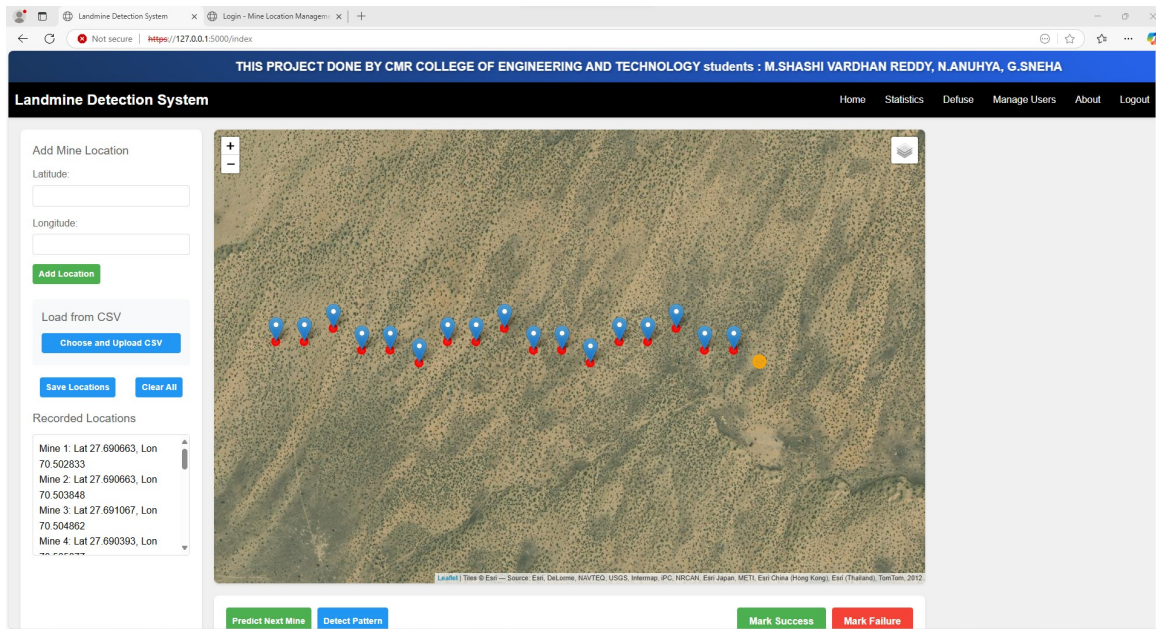 Landmine Detection System
Login - Mine Location Managem
Not secure
https://127.0.0.1:5000/index
THIS PROJECT DONE BY CMR COLLEGE OF ENGINEERING AND TECHNOLOGY students : M.SHASHI VARDHAN REDDY, N.ANUHYA, G.SNEHA
Landmine Detection System
Home Statistics Defuse Manage Users About Logout
Add Mine Location
Latitude:
Longitude:
Add Location
Load from CSV
Choose and Upload CSV
Save Locations Clear All
Recorded Locations
Mine 1: Lat 27.690663, Lon
70.502833
Mine 2: Lat 27.690663, Lon
70.503848
Mine 3: Lat 27.691067, Lon
70.504862
Mine 4: Lat 27.690393, Lon
+
−
Leaflet | Tiles © Esri — Source: Esri, DeLorme, NAVTEQ, USGS, Intermap, iPC, NRCAN, Esri Japan, METI, Esri China (Hong Kong), Esri (Thailand), TomTom, 2012
Predict Next Mine Detect Pattern Mark Success Mark Failure